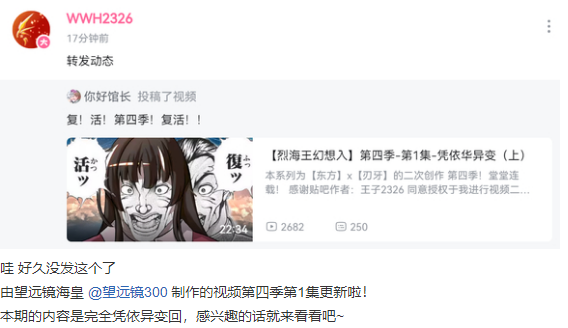 WWH2326
大
17分钟前
转发动态
你好馆长 投稿了视频
复！活！第四季！复活！！
復ふっ
活かつッ
活ッ
22:34
【烈海王幻想入】第四季-第1集-凭依华异变（上）
本系列为【东方】x【刃牙】的二次创作 第四季！堂堂连
载！ 感谢贴吧作者：王子2326 同意授权于我进行视频二...
2682
250
哇 好久没发这个了
由望远镜海皇 @望远镜300 制作的视频第四季第1集更新啦！
本期的内容是完全凭依异变回，感兴趣的话就来看看吧~